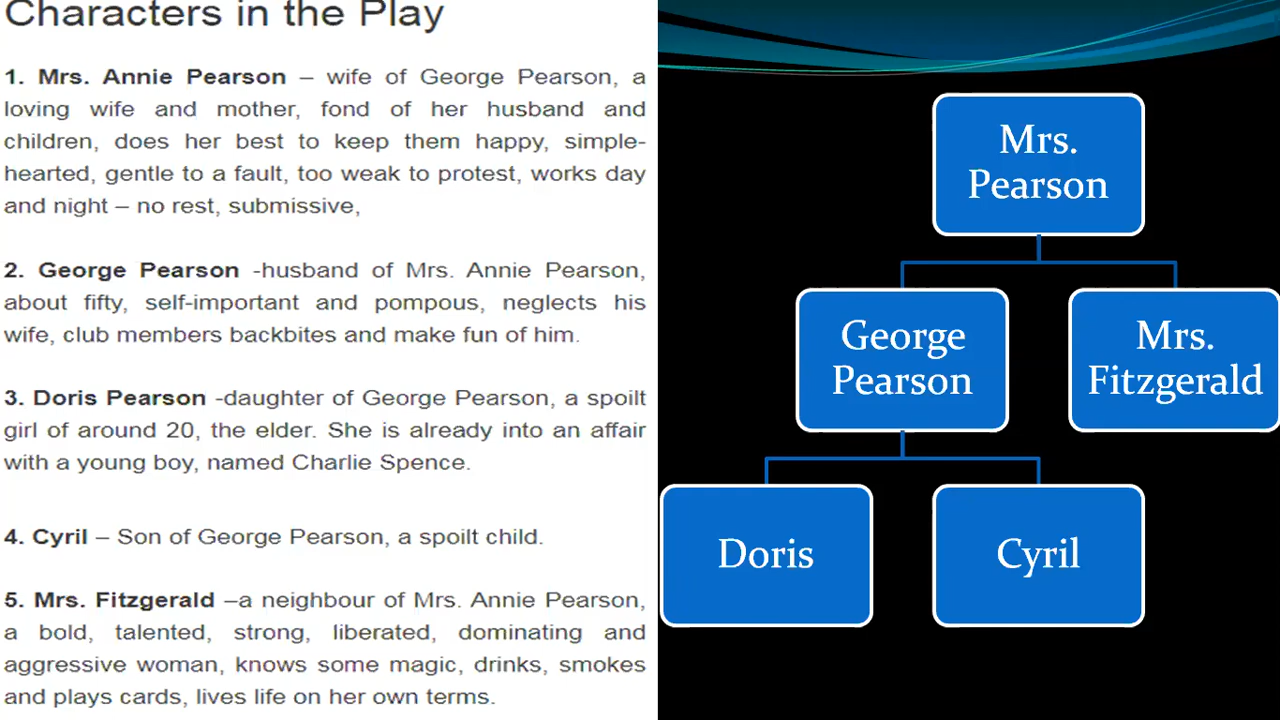 Characters in the Play
1. Mrs. Annie Pearson – wife of George Pearson, a
loving wife and mother, fond of her husband and
children, does her best to keep them happy, simple-
hearted, gentle to a fault, too weak to protest, works day
and night – no rest, submissive,
2. George Pearson -husband of Mrs. Annie Pearson,
about fifty, self-important and pompous, neglects his
wife, club members backbites and make fun of him.
3. Doris Pearson -daughter of George Pearson, a spoilt
girl of around 20, the elder. She is already into an affair
with a young boy, named Charlie Spence.
4. Cyril – Son of George Pearson, a spoilt child.
5. Mrs. Fitzgerald –a neighbour of Mrs. Annie Pearson,
a bold, talented, strong, liberated, dominating and
aggressive woman, knows some magic, drinks, smokes
and plays cards, lives life on her own terms.
Mrs.
Pearson
George
Pearson
Mrs.
Fitzgerald
Doris
Cyril